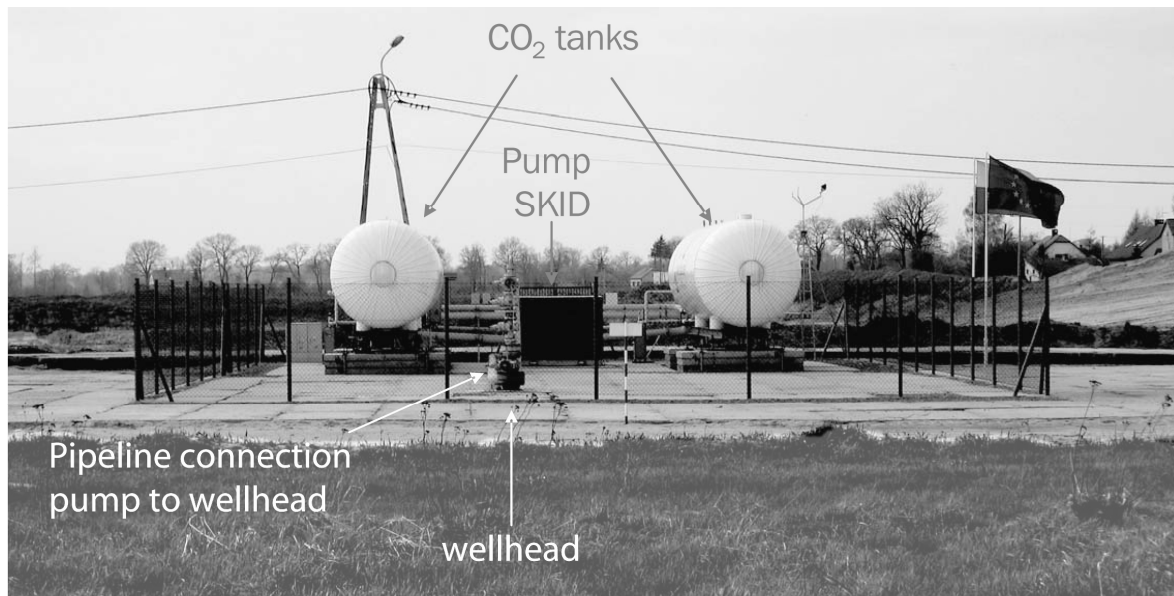 CO₂ tanks
Pump
SKID
Pipeline connection
pump to wellhead
wellhead